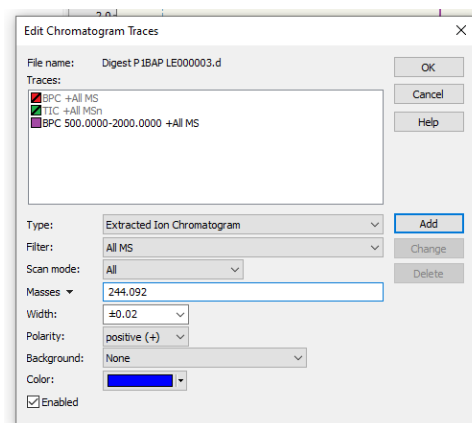 Edit Chromatogram Traces
File name: Digest P1BAP LE000003.d
OK
Traces:
Cancel
BPC +All MS
TIC +All MSn
Help
BPC 500.0000-2000.0000 +All MS
Type: Extracted Ion Chromatogram
Add
Filter: All MS
Change
Scan mode: All
Delete
Masses 244.092
Width: ±0.02
Polarity: positive (+)
Background: None
Color:
Enabled